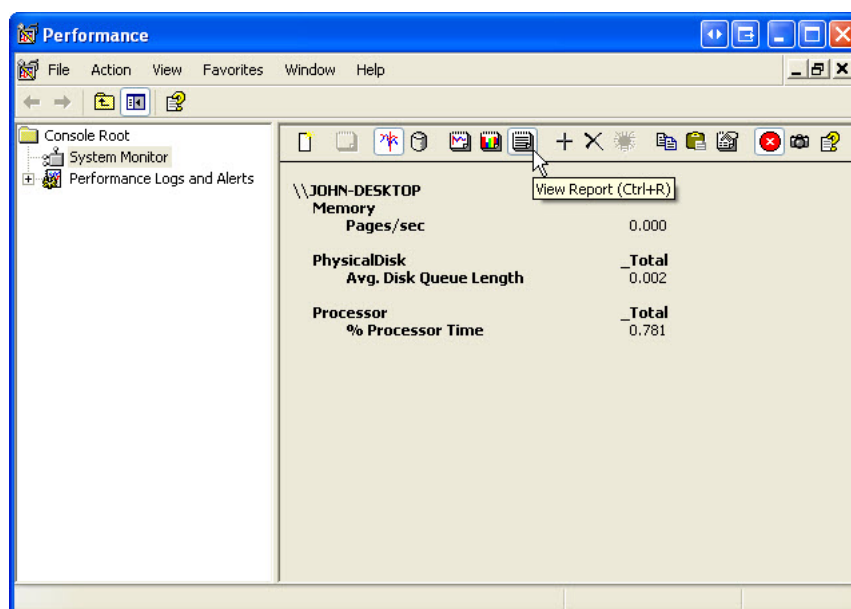 Performance
File Action View Favorites Window Help
Console Root
System Monitor
Performance Logs and Alerts
\\JOHN-DESKTOP
View Report (Ctrl+R)
Memory
Pages/sec 0.000
PhysicalDisk _Total
Avg. Disk Queue Length 0.002
Processor _Total
% Processor Time 0.781